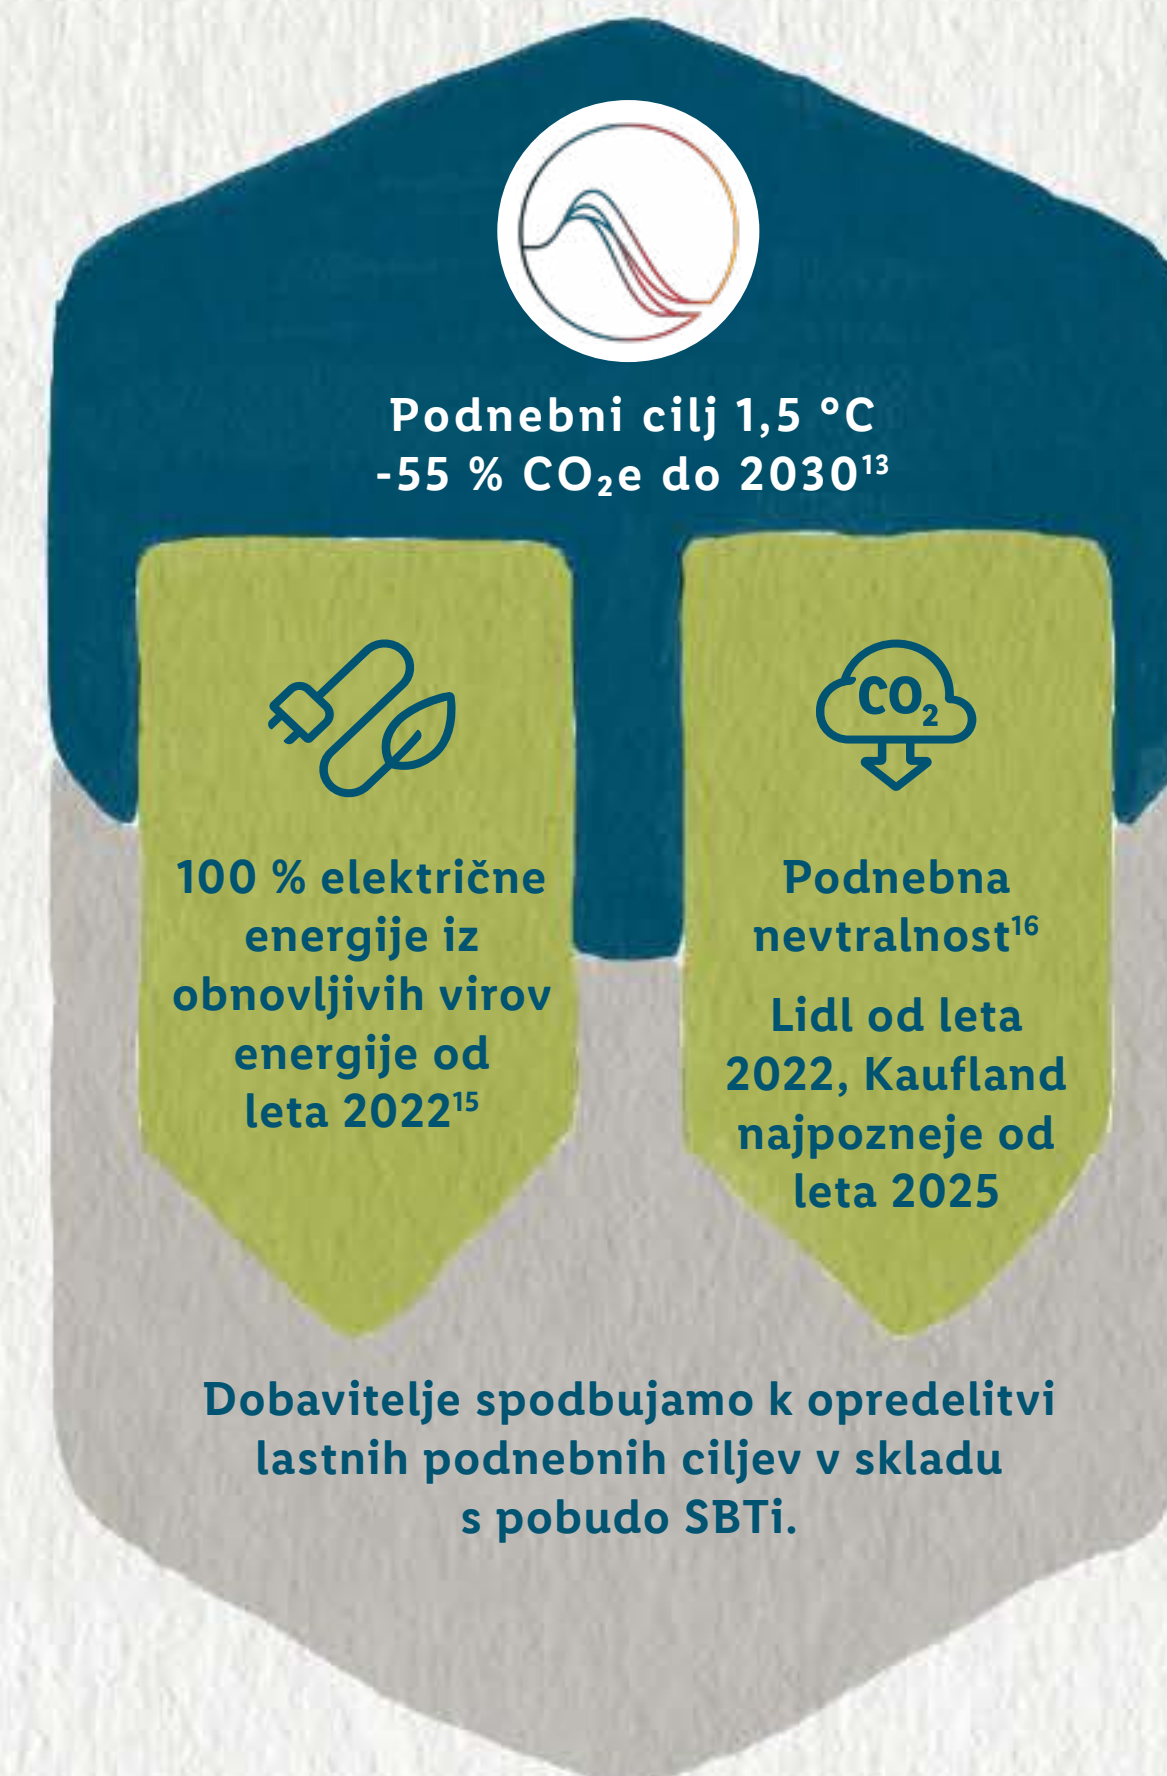 Podnebni cilj 1,5 °C
-55 % CO₂e do 2030¹³
100 % električne
energije iz
obnovljivih virov
energije od
leta 2022¹⁵
CO₂
Podnebna
nevtralnost¹⁶
Lidl od leta
2022, Kaufland
najpozneje od
leta 2025
Dobavitelje spodbujamo k opredelitvi
lastnih podnebnih ciljev v skladu
s pobudo SBTi.